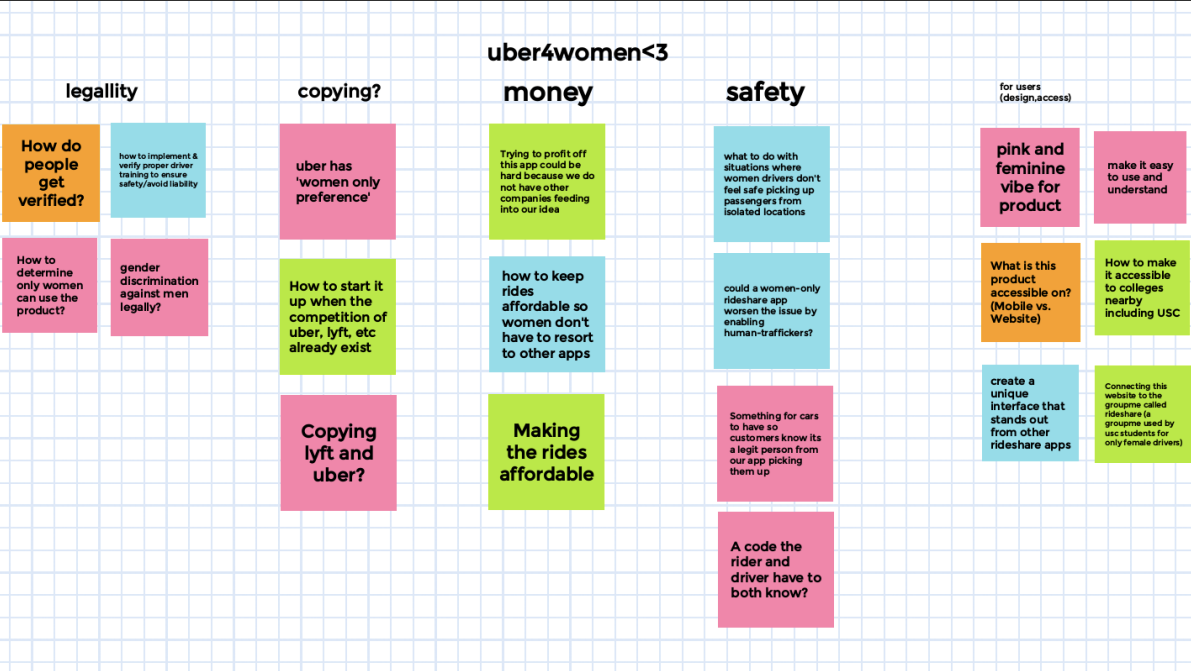 uber4women<3
legallity
How do
people
get
verified?
how to implement &
verify proper driver
training to ensure
safety/avoid liability
How to
determine
only women
can use the
product?
gender
discrimination
against men
legally?
copying?
uber has
'women only
preference'
How to start it
up when the
competition of
uber, lyft, etc
already exist
Copying
lyft and
uber?
money
Trying to profit off
this app could be
hard because we do
not have other
companies feeding
into our idea
how to keep
rides
affordable so
women don't
have to resort
to other apps
Making
the rides
affordable
safety
what to do with
situations where
women drivers don't
feel safe picking up
passengers from
isolated locations
could a women-only
rideshare app
worsen the issue by
enabling
human-traffickers?
Something for cars
to have so
customers know its
a legit person from
our app picking
them up
A code the
rider and
driver have to
both know?
for users
(design,access)
pink and
feminine
vibe for
product
make it easy
to use and
understand
What is this
product
accessible on?
(Mobile vs.
Website)
How to make
it accessible
to colleges
nearby
including USC
create a
unique
interface that
stands out
from other
rideshare apps
Connecting this
website to the
groupme called
rideshare (a
groupme used by
usc students for
only female drivers)